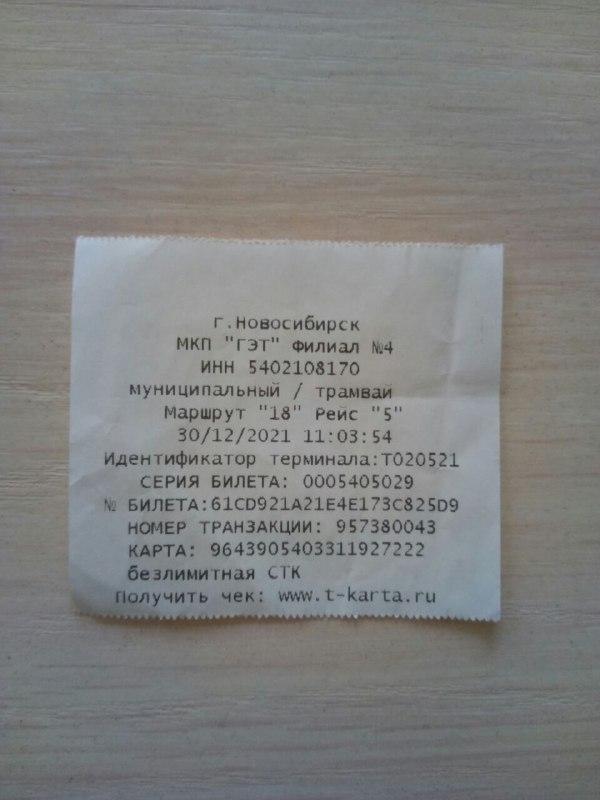 г.Новосибирск
МКП "ГЭТ" Филиал №4
ИНН 5402108170
муниципальный / трамвай
Маршрут "18" Рейс "5"
30/12/2021 11:03:54
Идентификатор терминала:T020521
СЕРИЯ БИЛЕТА: 0005405029
№ БИЛЕТА:61CD921A21E4E173C825D9
НОМЕР ТРАНЗАКЦИИ: 957380043
КАРТА: 9643905403311927222
безлимитная СТК
Получить чек: www.t-karta.ru